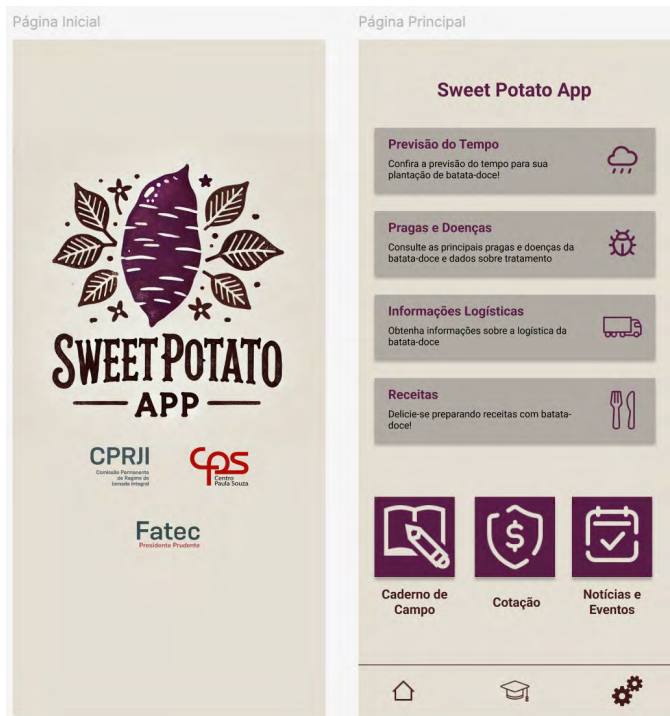 Página Inicial
SWEET POTATO
APP
CPRJI
Comissão Permanente
de Regime de
Jornada Integral
cps
Centro
Paula Souza
Fatec
Presidente Prudente
Página Principal
Sweet Potato App
Previsão do Tempo
Confira a previsão do tempo para sua
plantação de batata-doce!
Pragas e Doenças
Consulte as principais pragas e doenças da
batata-doce e dados sobre tratamento
Informações Logísticas
Obtenha informações sobre a logística da
batata-doce
Receitas
Delicie-se preparando receitas com batata-
doce!
Caderno de
Campo
Cotação
Notícias e
Eventos